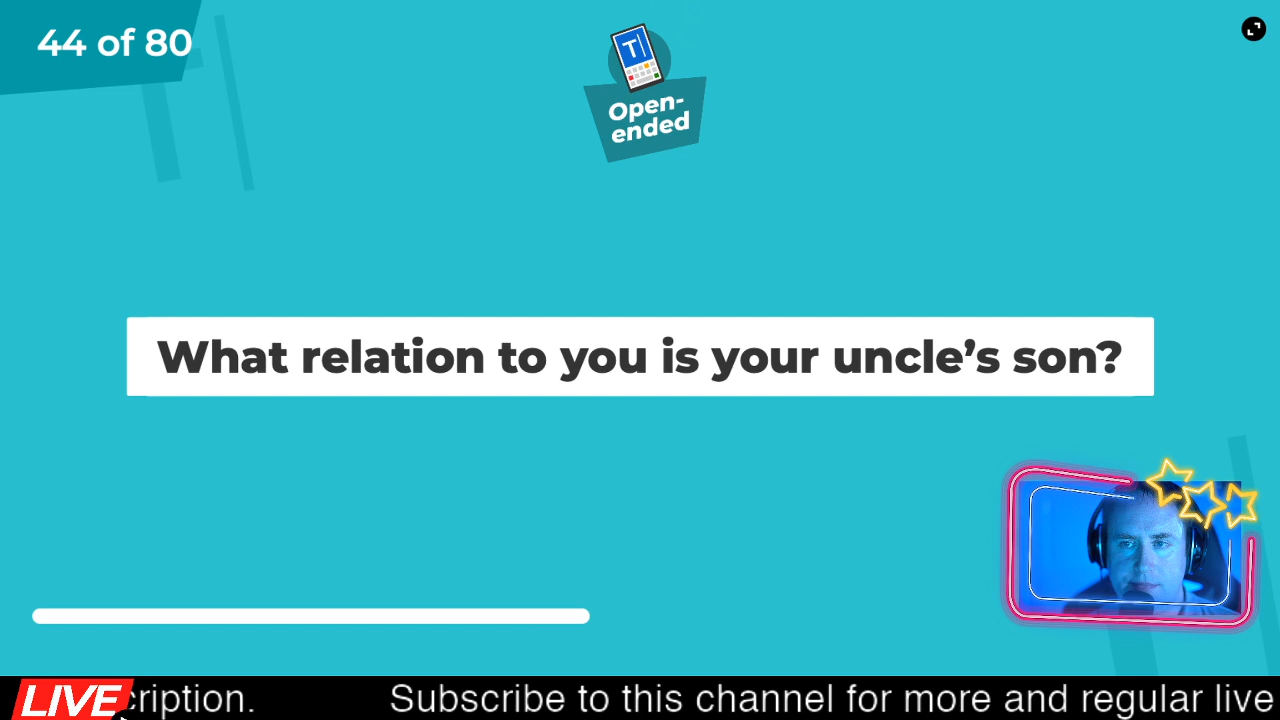 44 of 80
T
Open-
ended
What relation to you is your uncle’s son?
LIVE
cription. Subscribe to this channel for more and regular live